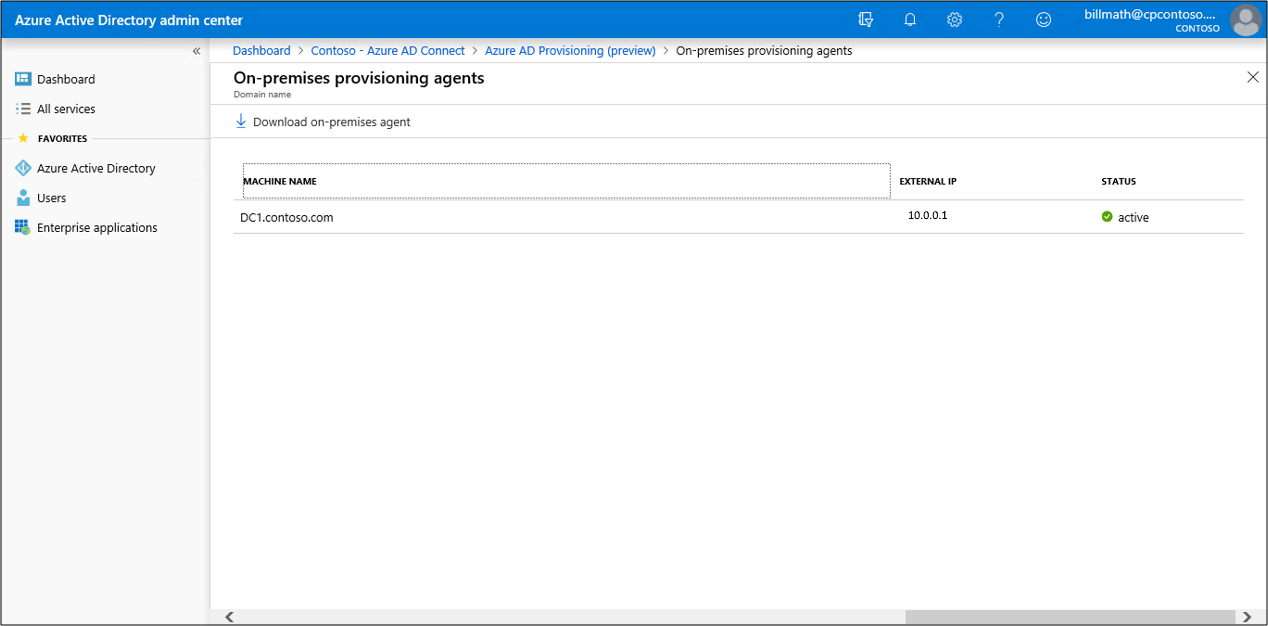 Azure Active Directory admin center
billmath@cpcontoso....
CONTOSO
Dashboard > Contoso - Azure AD Connect > Azure AD Provisioning (preview) > On-premises provisioning agents
On-premises provisioning agents
Domain name
Download on-premises agent
Dashboard
All services
FAVORITES
Azure Active Directory
Users
Enterprise applications
MACHINE NAME EXTERNAL IP STATUS
DC1.contoso.com 10.0.0.1 active